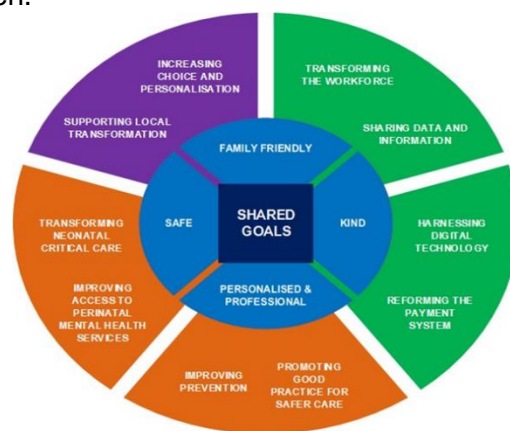 INCREASING
CHOICE AND
PERSONALISATION
SUPPORTING LOCAL
TRANSFORMATION
TRANSFORMING
THE WORKFORCE
SHARING DATA AND
INFORMATION
FAMILY FRIENDLY
SAFE
SHARED
GOALS
KIND
PERSONALISED &
PROFESSIONAL
TRANSFORMING
NEONATAL
CRITICAL CARE
IMPROVING
ACCESS TO
PERINATAL
MENTAL HEALTH
SERVICES
HARNESSING
DIGITAL
TECHNOLOGY
REFORMING THE
PAYMENT
SYSTEM
IMPROVING
PREVENTION
PROMOTING
GOOD
PRACTICE FOR
SAFER CARE